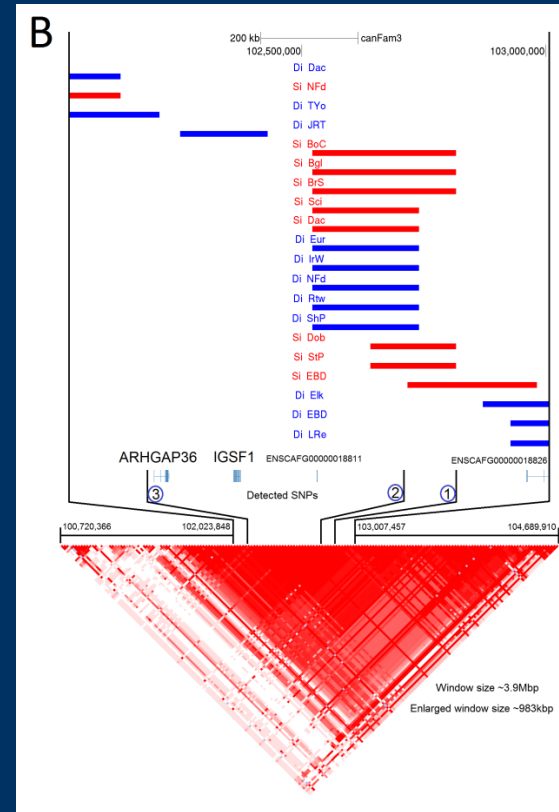 B
200 kb canFam3
102,500,000 103,000,000
Di Dac
Si NFd
Di TYo
Di JRT
Si BoC
Si Bgl
Si BrS
Si Sci
Si Dac
Di Eur
Di IrW
Di NFd
Di Rtw
Di ShP
Si Dob
Si StP
Si EBD
Di Elk
Di EBD
Di LRe
ARHGAP36 IGSF1 ENSCAFG00000018811 ENSCAFG00000018826
3 Detected SNPs 2 1
100,720,366 102,023,848 103,007,457 104,689,910
Window size ~3.9Mbp
Enlarged window size ~983kbp